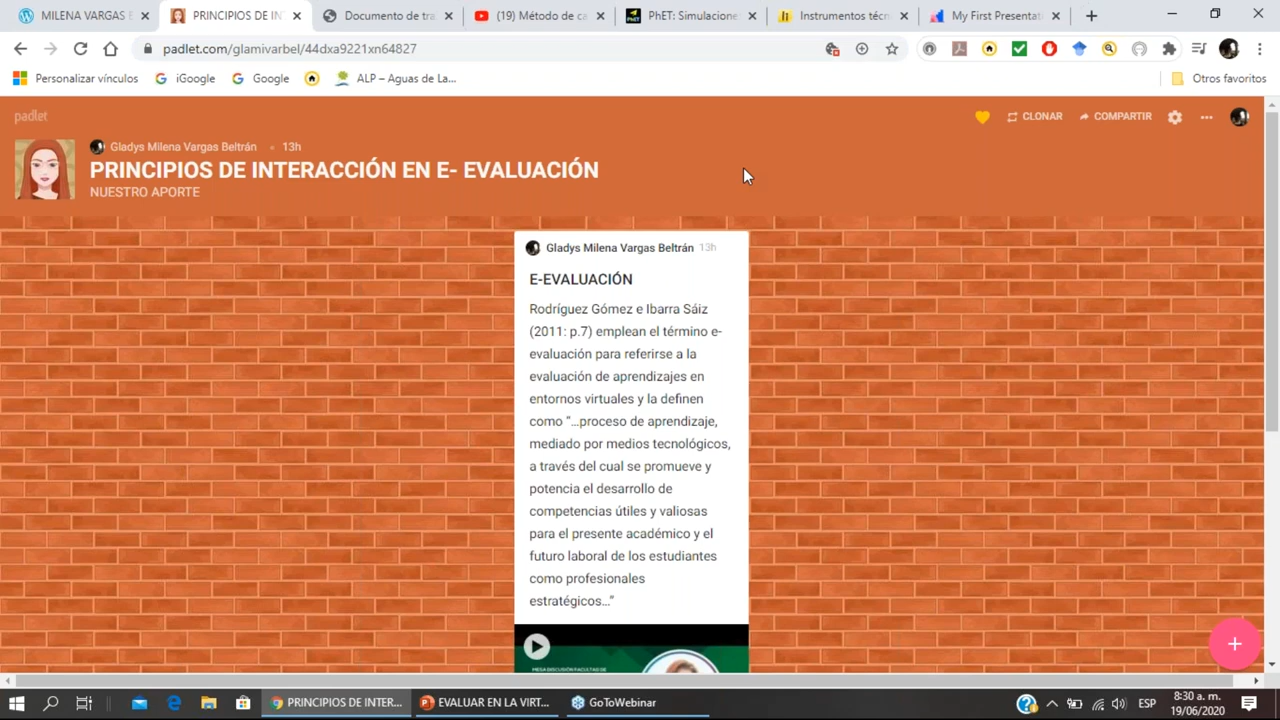 MILENA VARGAS B
PRINCIPIOS DE IN
Documento de tra
(19) Método de ca
PhET: Simulacione
Instrumentos técn
My First Presentat
padlet.com/glamivarbel/44dxa9221xn64827
Personalizar vínculos
iGoogle
Google
ALP – Aguas de La...
Otros favoritos
padlet
CLONAR
COMPARTIR
Gladys Milena Vargas Beltrán • 13h
PRINCIPIOS DE INTERACCIÓN EN E- EVALUACIÓN
NUESTRO APORTE
Gladys Milena Vargas Beltrán 13h
E-EVALUACIÓN
Rodríguez Gómez e Ibarra Sáiz
(2011: p.7) emplean el término e-
evaluación para referirse a la
evaluación de aprendizajes en
entornos virtuales y la definen
como “...proceso de aprendizaje,
mediado por medios tecnológicos,
a través del cual se promueve y
potencia el desarrollo de
competencias útiles y valiosas
para el presente académico y el
futuro laboral de los estudiantes
como profesionales
estratégicos...”
MEGA DISCUSIÓN FACULTAD DE
PRINCIPIOS DE INTER...
EVALUAR EN LA VIRT...
GoToWebinar
ESP
8:30 a. m.
19/06/2020